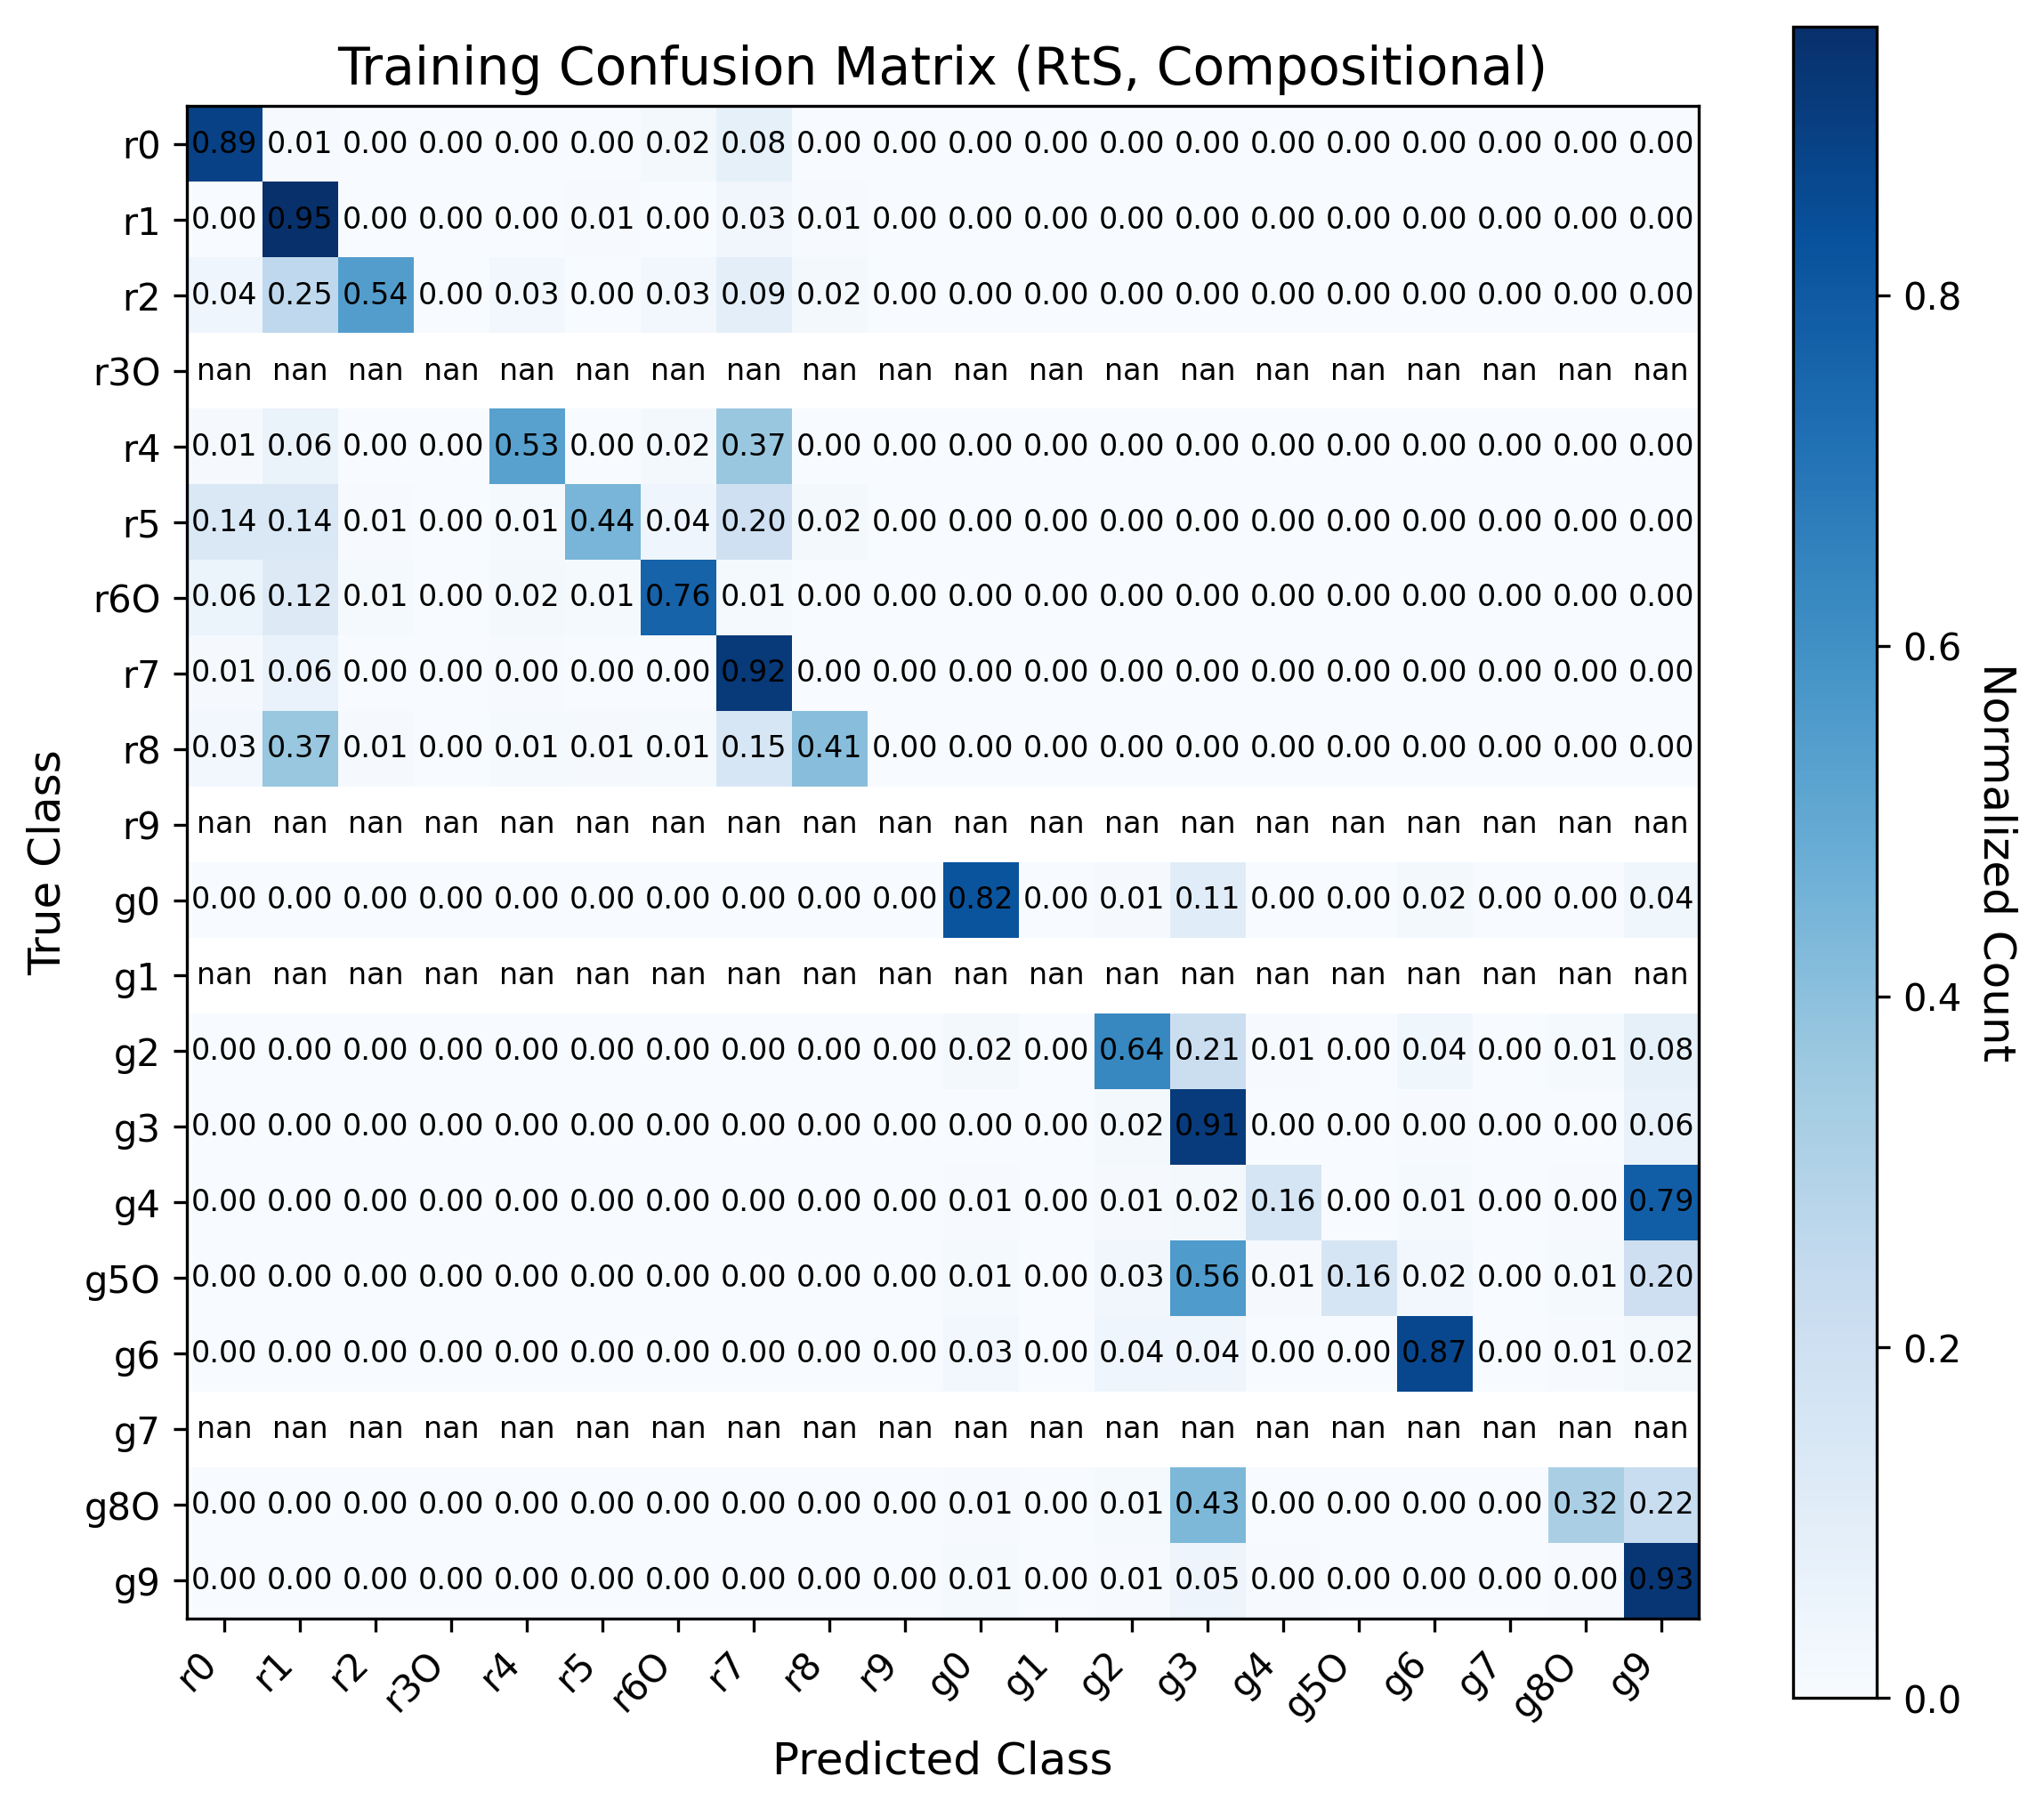 Training Confusion Matrix (RtS, Compositional)
r0 0.89 0.01 0.00 0.00 0.00 0.00 0.02 0.08 0.00 0.00 0.00 0.00 0.00 0.00 0.00 0.00 0.00 0.00 0.00 0.00
r1 0.00 0.95 0.00 0.00 0.00 0.01 0.00 0.03 0.01 0.00 0.00 0.00 0.00 0.00 0.00 0.00 0.00 0.00 0.00 0.00
r2 0.04 0.25 0.54 0.00 0.03 0.00 0.03 0.09 0.02 0.00 0.00 0.00 0.00 0.00 0.00 0.00 0.00 0.00 0.00 0.00
r3O nan nan nan nan nan nan nan nan nan nan nan nan nan nan nan nan nan nan nan nan
r4 0.01 0.06 0.00 0.00 0.53 0.00 0.02 0.37 0.00 0.00 0.00 0.00 0.00 0.00 0.00 0.00 0.00 0.00 0.00 0.00
r5 0.14 0.14 0.01 0.00 0.01 0.44 0.04 0.20 0.02 0.00 0.00 0.00 0.00 0.00 0.00 0.00 0.00 0.00 0.00 0.00
r6O 0.06 0.12 0.01 0.00 0.02 0.01 0.76 0.01 0.00 0.00 0.00 0.00 0.00 0.00 0.00 0.00 0.00 0.00 0.00 0.00
r7 0.01 0.06 0.00 0.00 0.00 0.00 0.00 0.92 0.00 0.00 0.00 0.00 0.00 0.00 0.00 0.00 0.00 0.00 0.00 0.00
r8 0.03 0.37 0.01 0.00 0.01 0.01 0.01 0.15 0.41 0.00 0.00 0.00 0.00 0.00 0.00 0.00 0.00 0.00 0.00 0.00
r9 nan nan nan nan nan nan nan nan nan nan nan nan nan nan nan nan nan nan nan nan
g0 0.00 0.00 0.00 0.00 0.00 0.00 0.00 0.00 0.00 0.00 0.82 0.00 0.01 0.11 0.00 0.00 0.02 0.00 0.00 0.04
g1 nan nan nan nan nan nan nan nan nan nan nan nan nan nan nan nan nan nan nan nan
g2 0.00 0.00 0.00 0.00 0.00 0.00 0.00 0.00 0.00 0.00 0.02 0.00 0.64 0.21 0.01 0.00 0.04 0.00 0.01 0.08
g3 0.00 0.00 0.00 0.00 0.00 0.00 0.00 0.00 0.00 0.00 0.00 0.00 0.02 0.91 0.00 0.00 0.00 0.00 0.00 0.06
g4 0.00 0.00 0.00 0.00 0.00 0.00 0.00 0.00 0.00 0.00 0.01 0.00 0.01 0.02 0.16 0.00 0.01 0.00 0.00 0.79
g5O 0.00 0.00 0.00 0.00 0.00 0.00 0.00 0.00 0.00 0.00 0.01 0.00 0.03 0.56 0.01 0.16 0.02 0.00 0.01 0.20
g6 0.00 0.00 0.00 0.00 0.00 0.00 0.00 0.00 0.00 0.00 0.03 0.00 0.04 0.04 0.00 0.00 0.87 0.00 0.01 0.02
g7 nan nan nan nan nan nan nan nan nan nan nan nan nan nan nan nan nan nan nan nan
g8O 0.00 0.00 0.00 0.00 0.00 0.00 0.00 0.00 0.00 0.00 0.01 0.00 0.01 0.43 0.00 0.00 0.00 0.00 0.32 0.22
g9 0.00 0.00 0.00 0.00 0.00 0.00 0.00 0.00 0.00 0.00 0.01 0.00 0.01 0.05 0.00 0.00 0.00 0.00 0.00 0.93
r0 r1 r2 r3O r4 r5 r6O r7 r8 r9 g0 g1 g2 g3 g4 g5O g6 g7 g8O g9
Predicted Class
True Class
0.8
0.6
0.4
0.2
0.0
Normalized Count